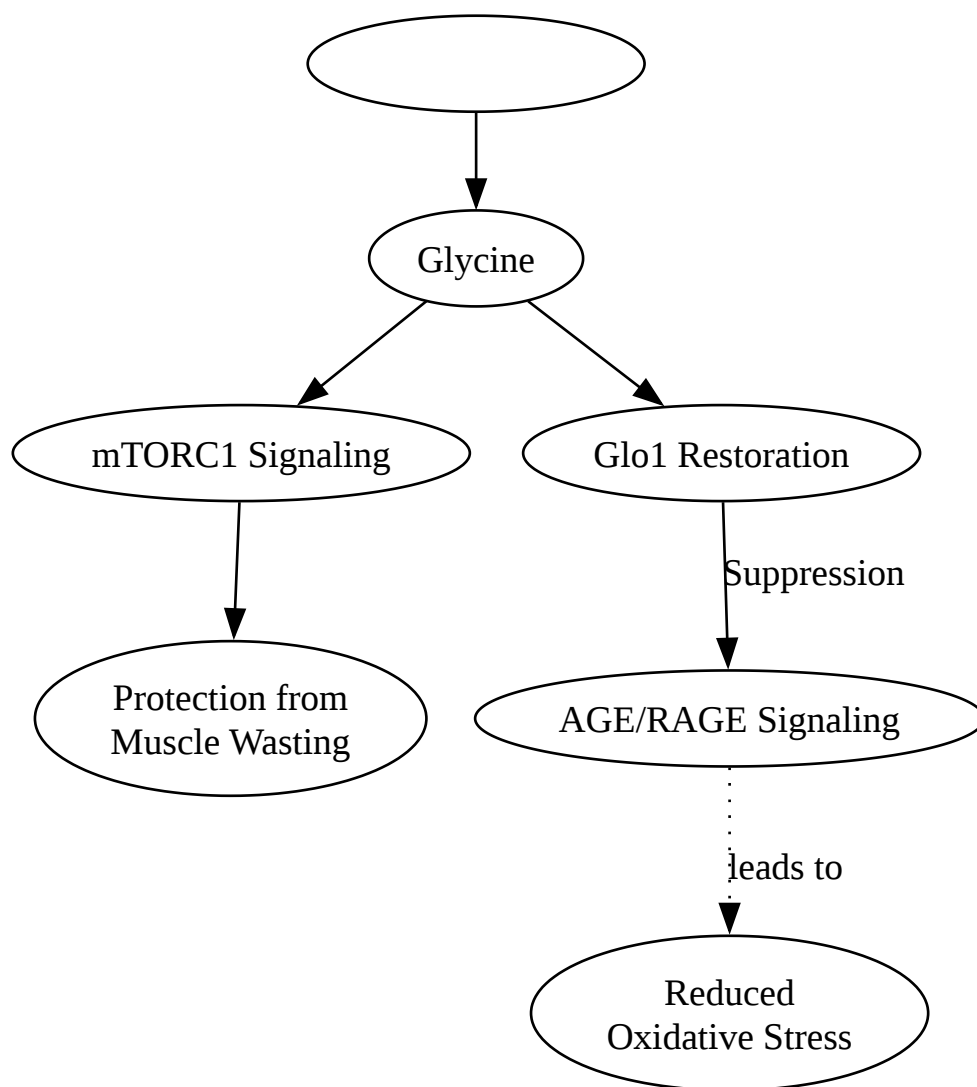 Glycine
mTORC1 Signaling
Glo1 Restoration
Suppression
Protection from
Muscle Wasting
AGE/RAGE Signaling
leads to
Reduced
Oxidative Stress